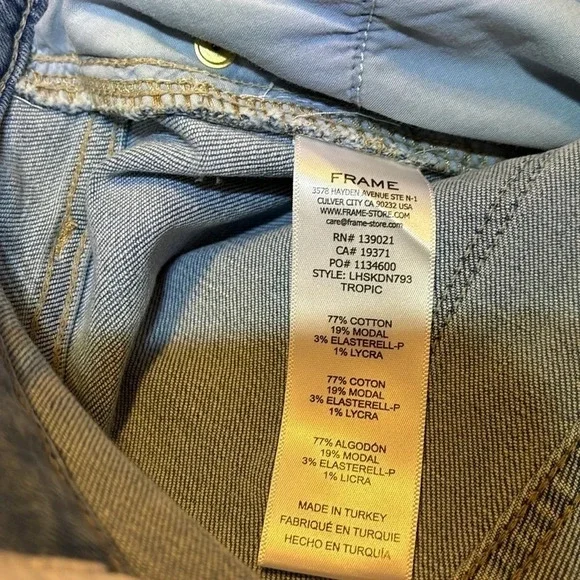 FRAME
3578 HAYDEN AVENUE STE N-1
CULVER CITY CA 90232 USA
WWW.FRAME-STORE.COM
care@frame-store.com
RN# 139021
CA# 19371
PO# 1134600
STYLE: LHSKDN793
TROPIC
77% COTTON
19% MODAL
3% ELASTERELL-P
1% LYCRA
77% COTON
19% MODAL
3% ELASTERELL-P
1% LYCRA
77% ALGODÓN
19% MODAL
3% ELASTERELL-P
1% LICRA
MADE IN TURKEY
FABRIQUÉ EN TURQUIE
HECHO EN TURQUÍA